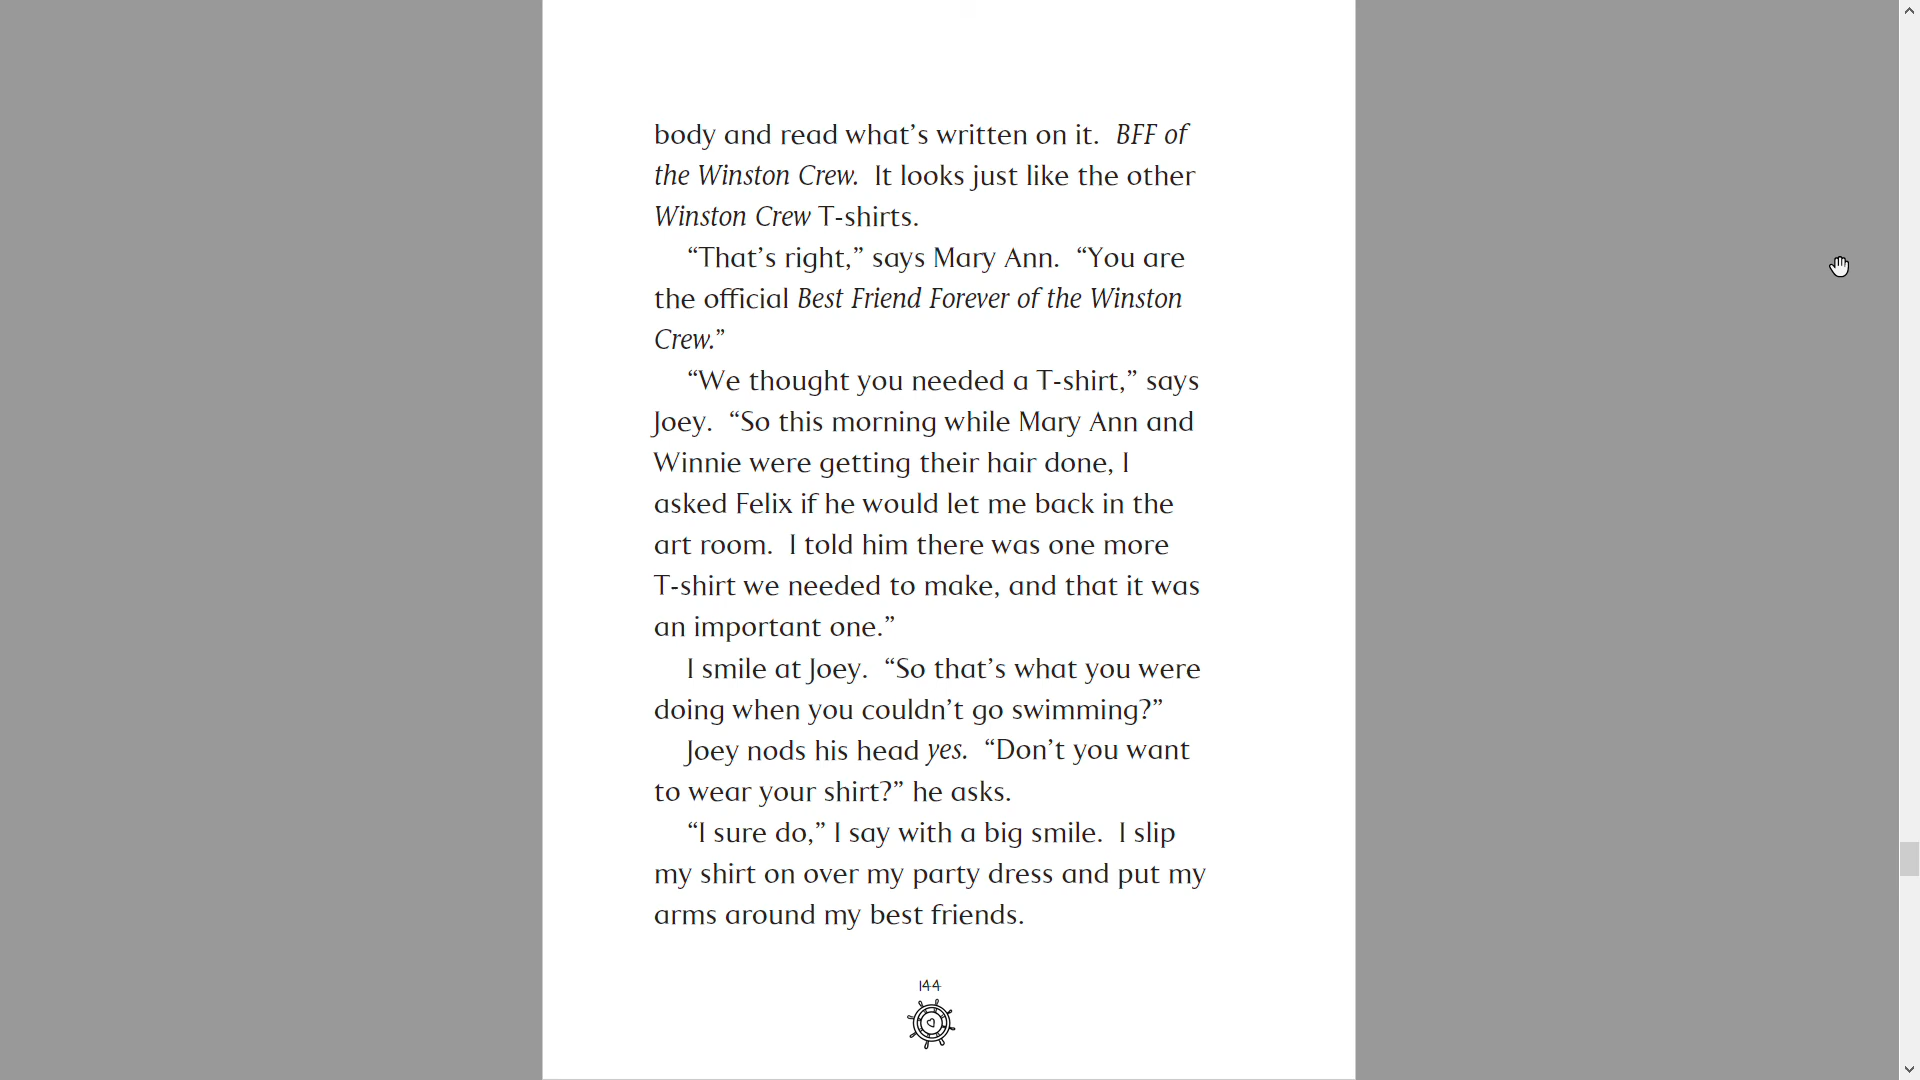 body and read what’s written on it.  BFF of
the Winston Crew.  It looks just like the other
Winston Crew T-shirts.
“That’s right,” says Mary Ann.  “You are
the official Best Friend Forever of the Winston
Crew.”
“We thought you needed a T-shirt,” says
Joey.  “So this morning while Mary Ann and
Winnie were getting their hair done, I
asked Felix if he would let me back in the
art room.  I told him there was one more
T-shirt we needed to make, and that it was
an important one.”
I smile at Joey.  “So that’s what you were
doing when you couldn’t go swimming?”
Joey nods his head yes.  “Don’t you want
to wear your shirt?” he asks.
“I sure do,” I say with a big smile.  I slip
my shirt on over my party dress and put my
arms around my best friends.
144